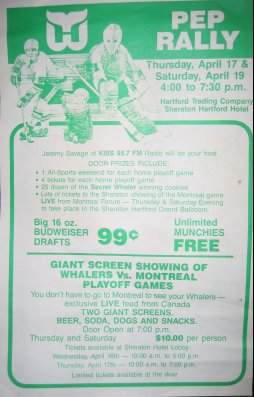 PEP
RALLY
Thursday, April 17 &
Saturday, April 19
4:00 to 7:30 p.m.
Hartford Trading Company
Sheraton Hartford Hotel
Jeremy Savage of KISS 95.7 FM Radio will be your host
DOOR PRIZES INCLUDE:
• 1 All-Sports weekend for each home playoff game
• 4 tickets for each home playoff game
• 25 dozen of the Secret Whaler winning cookies
• Lots of tickets to the showing of the Montreal game
LIVE from Montreal Forum — Thursday & Saturday Evening
to take place in the Sheraton Hartford Grand Ballroom.
Big 16 oz.
BUDWEISER
DRAFTS
99¢
Unlimited
MUNCHIES
FREE
GIANT SCREEN SHOWING OF
WHALERS Vs. MONTREAL
PLAYOFF GAMES
You don't have to go to Montreal to see your Whalers —
exclusive LIVE feed from Canada
TWO GIANT SCREENS.
BEER, SODA, DOGS AND SNACKS.
Door Open at 7:00 p.m.
Thursday and Saturday $10.00 per person
Tickets available at Sheraton Hotel Lobby
Wednesday, April 16th — 10:00 a.m. to 5:00 p.m.
Thursday, April 17th — 10:00 a.m. to 7:00 p.m.
Limited tickets available at the door